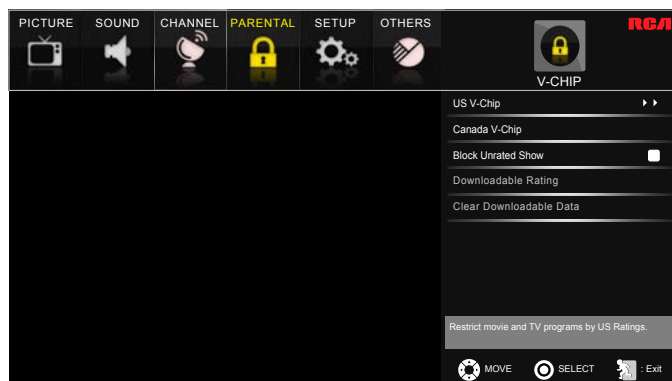 PICTURE SOUND CHANNEL PARENTAL SETUP OTHERS
RCA
V-CHIP
US V-Chip
Canada V-Chip
Block Unrated Show
Downloadable Rating
Clear Downloadable Data
Restrict movie and TV programs by US Ratings.
MOVE SELECT : Exit